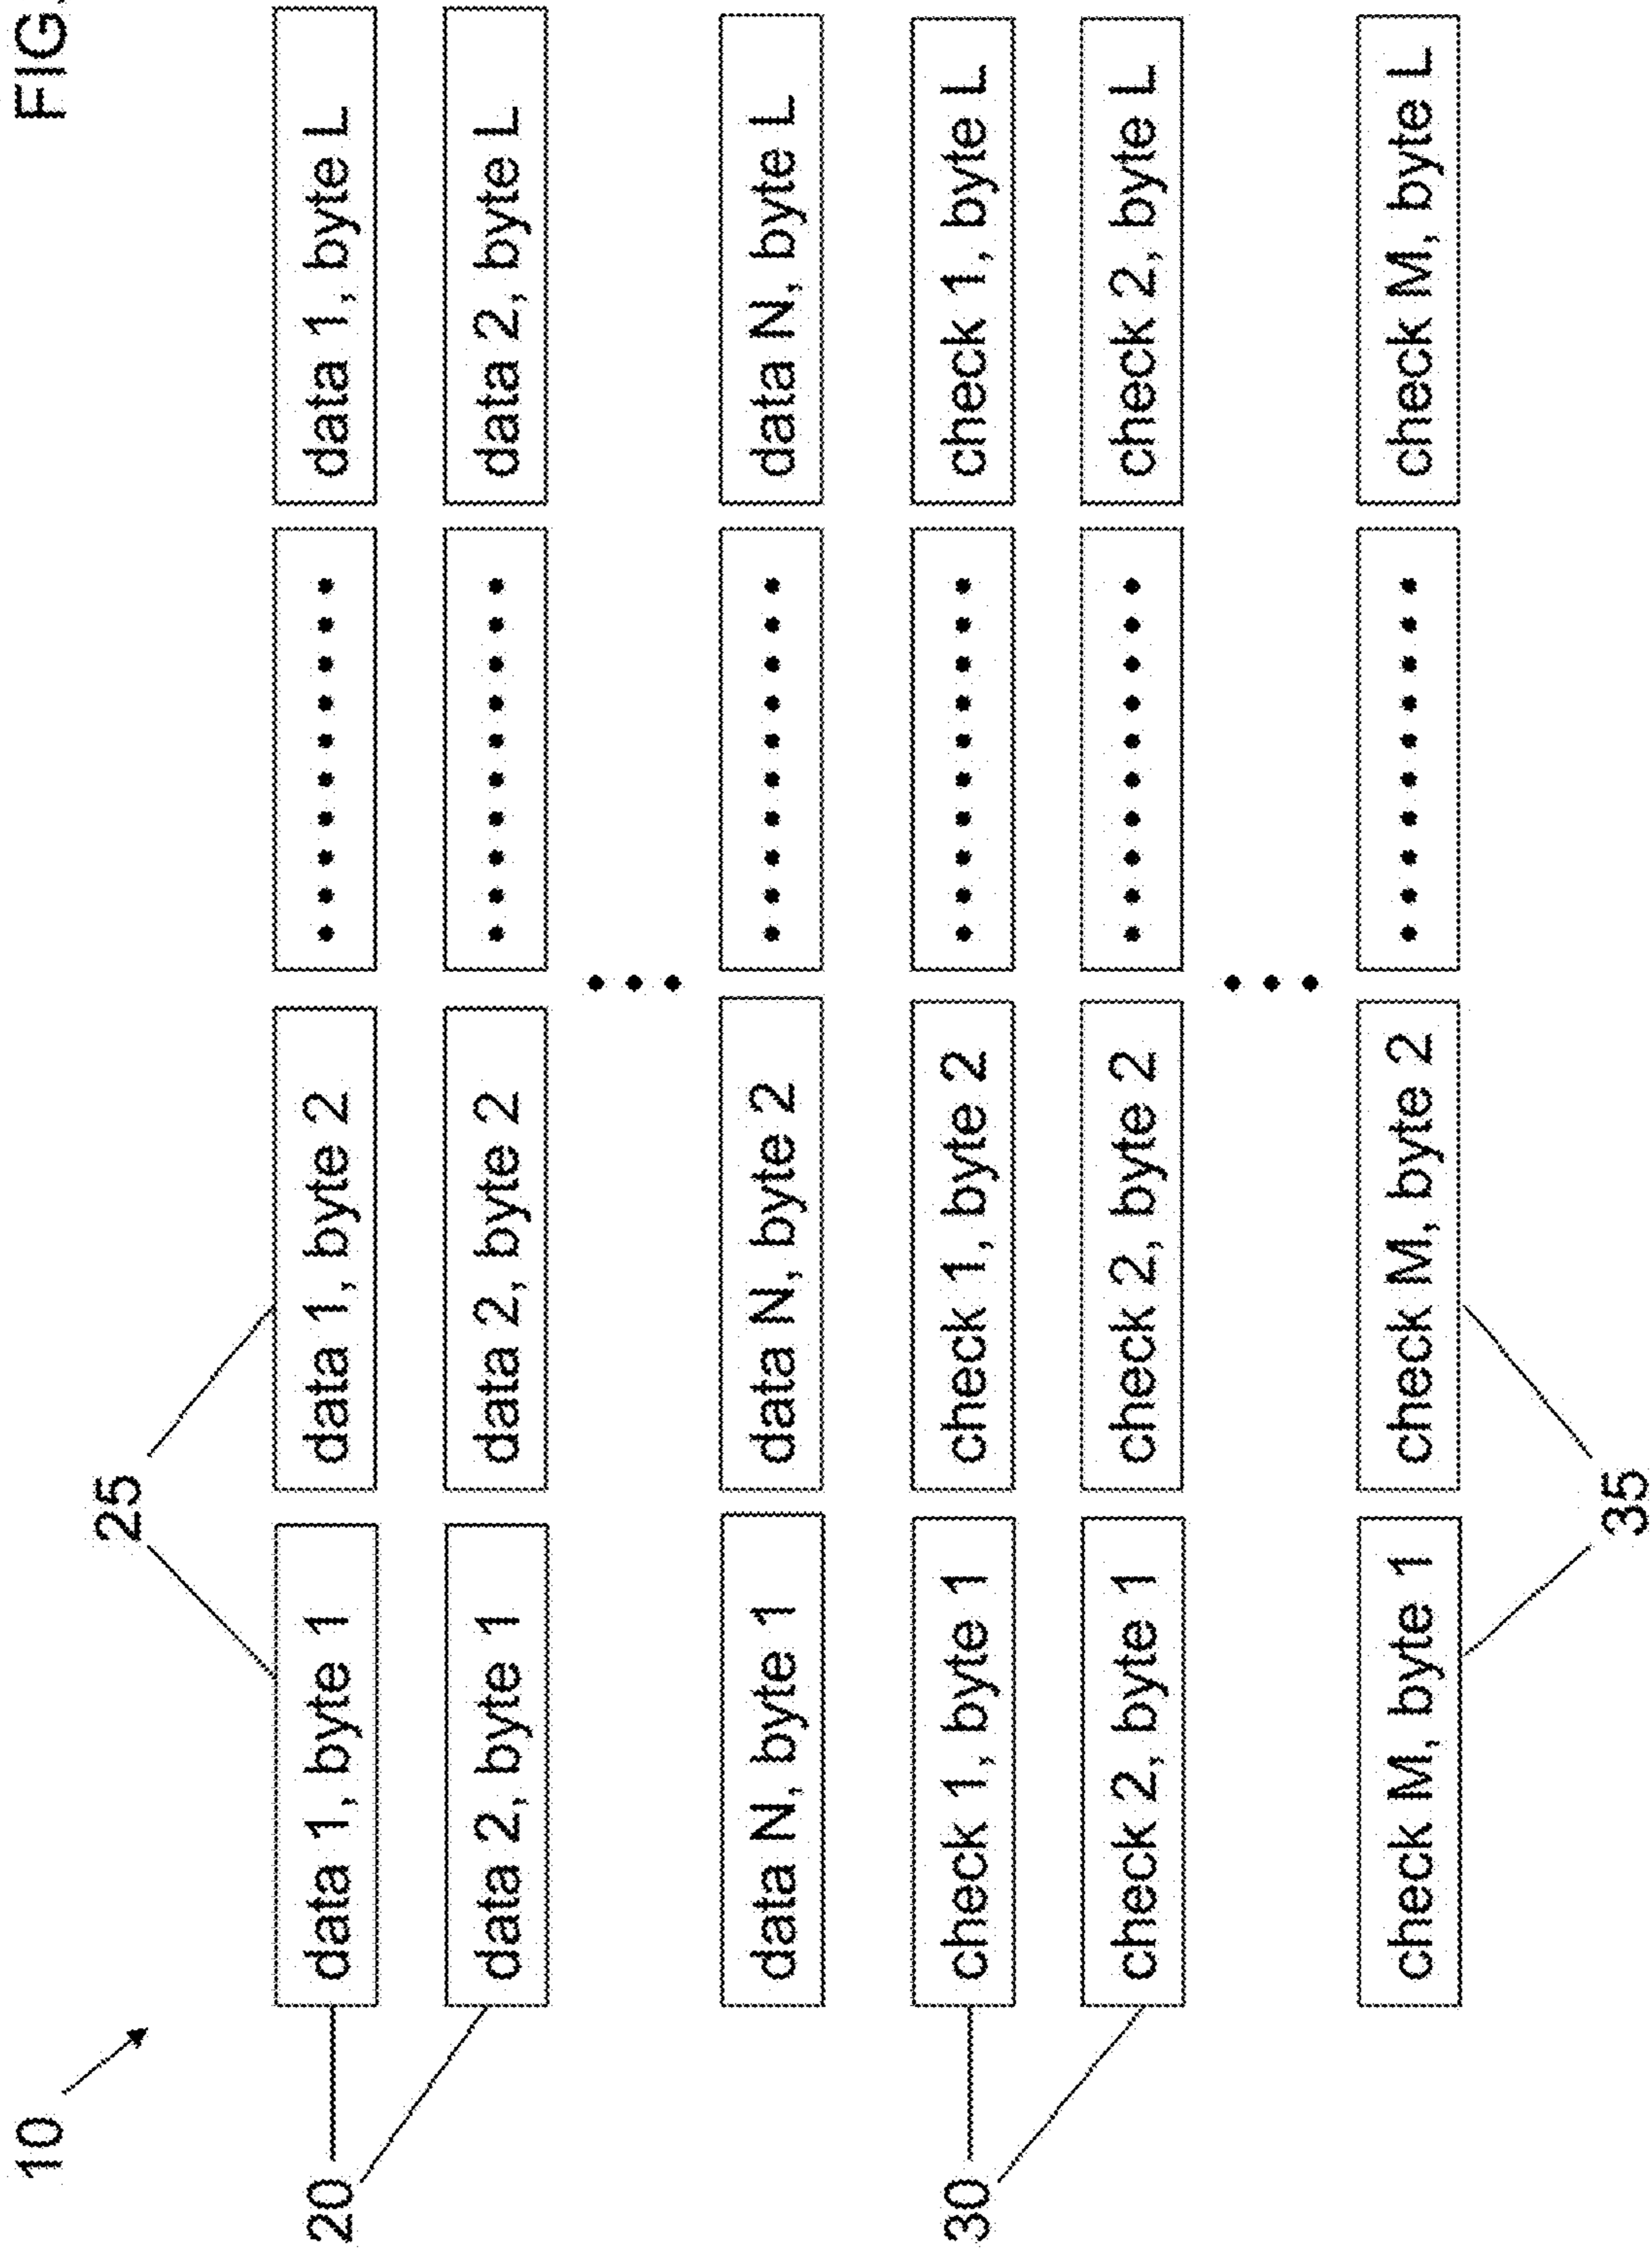 FIG.
10
25
20
data 1, byte 1 data 1, byte 2 •••••••••• data 1, byte L
data 2, byte 1 data 2, byte 2 •••••••••• data 2, byte L
•••
data N, byte 1 data N, byte 2 •••••••••• data N, byte L
30
check 1, byte 1 check 1, byte 2 •••••••••• check 1, byte L
check 2, byte 1 check 2, byte 2 •••••••••• check 2, byte L
•••
check M, byte 1 check M, byte 2 •••••••••• check M, byte L
35